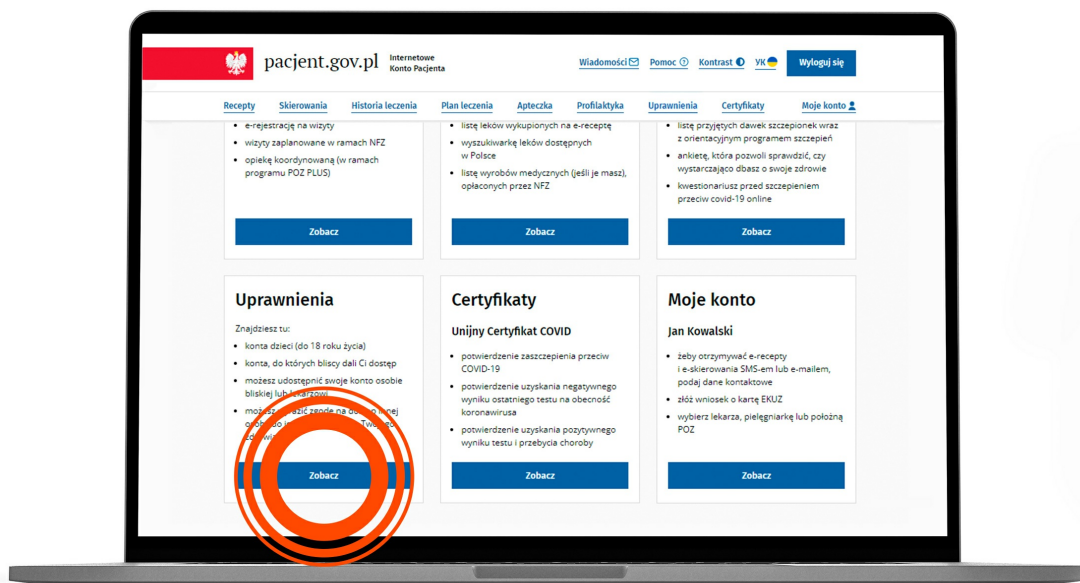 pacjent.gov.pl
Internetowe
Konto Pacjenta
Wiadomości
Pomoc
Kontrast
УК
Wyloguj się
Recepty
Skierowania
Historia leczenia
Plan leczenia
Apteczka
Profilaktyka
Uprawnienia
Certyfikaty
Moje konto
e-rejestrację na wizyty
wizyty zaplanowane w ramach NFZ
opiekę koordynowaną (w ramach
programu POZ PLUS)
Zobacz
listę leków wykupionych na e-receptę
wyszukiwarkę leków dostępnych
w Polsce
listę wyrobów medycznych (jeśli je masz),
opłaconych przez NFZ
Zobacz
listę przyjętych dawek szczepionek wraz
z orientacyjnym programem szczepień
ankietę, która pozwoli sprawdzić, czy
wystarczająco dbasz o swoje zdrowie
kwestionariusz przed szczepieniem
przeciw covid-19 online
Zobacz
Uprawnienia
Znajdziesz tu:
konta dzieci (do 18 roku życia)
konta, do których bliscy dali Ci dostęp
możesz udostępnić swoje konto osobie
bliskiej lub lekarzowi
zgodę na
Zobacz
Certyfikaty
Unijny Certyfikat COVID
potwierdzenie zaszczepienia przeciw
COVID-19
potwierdzenie uzyskania negatywnego
wyniku ostatniego testu na obecność
koronawirusa
potwierdzenie uzyskania pozytywnego
wyniku testu i przebycia choroby
Zobacz
Moje konto
Jan Kowalski
żeby otrzymywać e-recepty
i e-skierowania SMS-em lub e-mailem,
podaj dane kontaktowe
złóż wniosek o kartę EKUZ
wybierz lekarza, pielęgniarkę lub położną
POZ
Zobacz